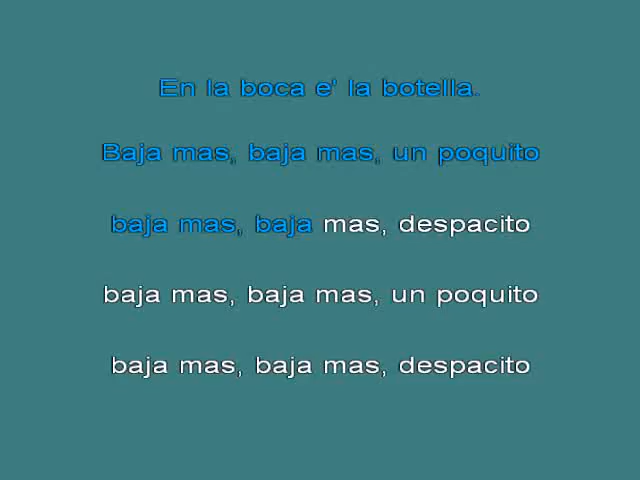 En la boca e' la botella.
Baja mas, baja mas, un poquito
baja mas, baja mas, despacito
baja mas, baja mas, un poquito
baja mas, baja mas, despacito